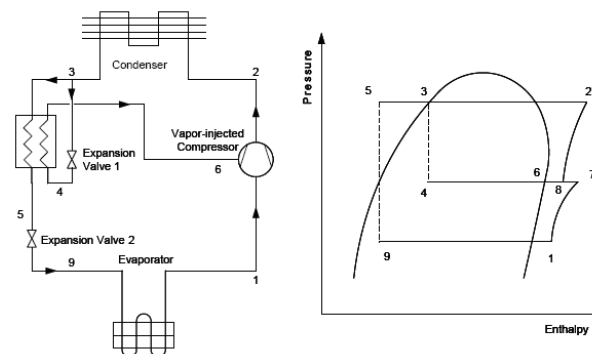 3
Condenser
2
Vapor-injected
Compressor
6
Expansion
Valve 1
4
5
Expansion Valve 2
9
Evaporator
1
Pressure
5
3
2
6
4
8
7
9
1
Enthalpy